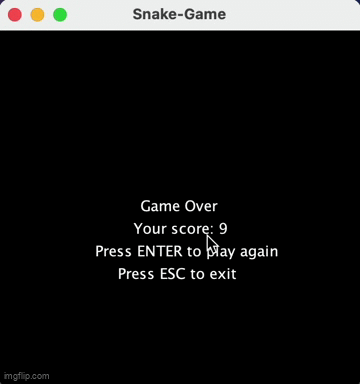 Snake-Game
Game Over
Your score: 9
Press ENTER to play again
Press ESC to exit
imgflip.com